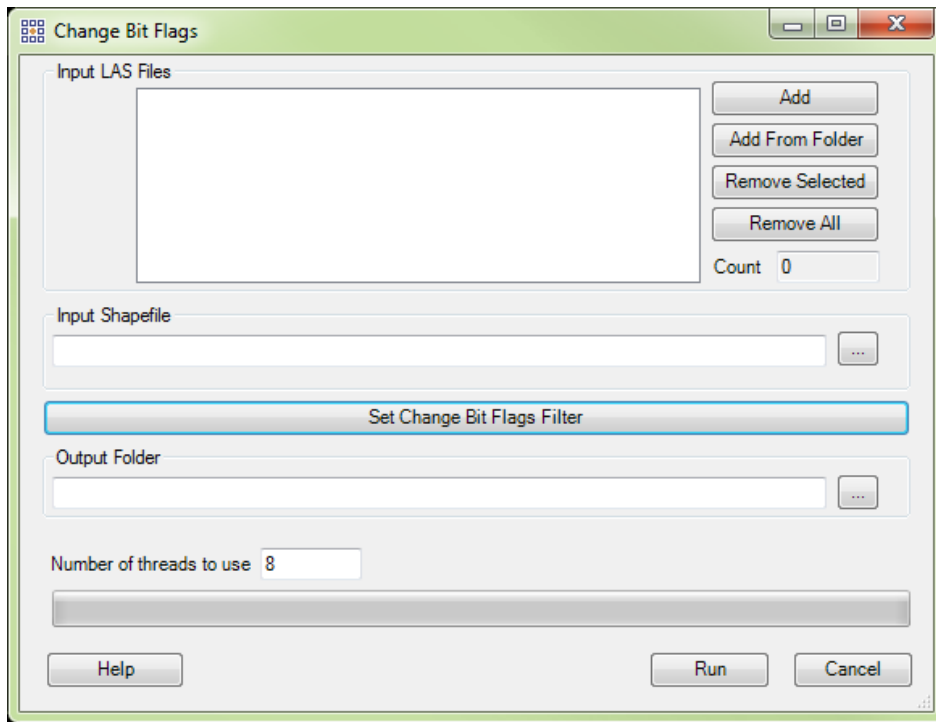 Change Bit Flags
Input LAS Files
Add
Add From Folder
Remove Selected
Remove All
Count 0
Input Shapefile
...
Set Change Bit Flags Filter
Output Folder
...
Number of threads to use 8
Help Run Cancel